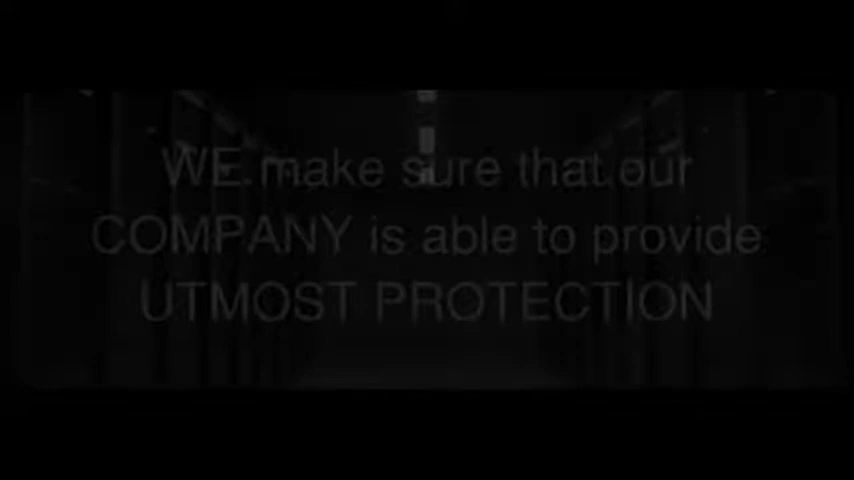 WE make sure that our
COMPANY is able to provide
UTMOST PROTECTION